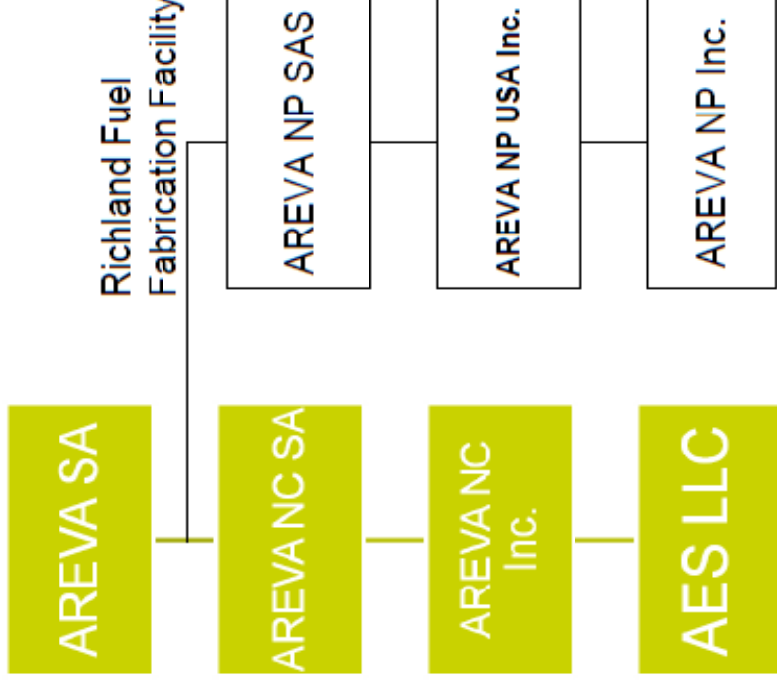 AREVA SA
AREVA NC SA
AREVA NC
Inc.
AES LLC
Richland Fuel
Fabrication Facility
AREVA NP SAS
AREVA NP USA Inc.
AREVA NP Inc.